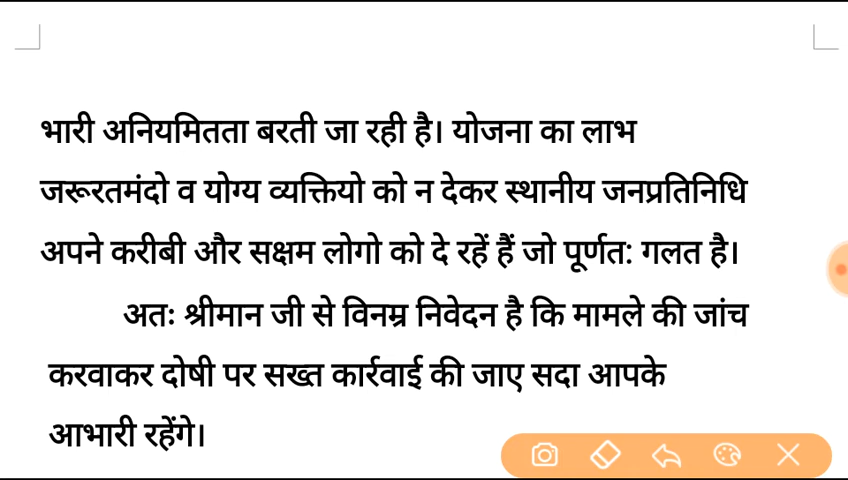 भारी अनियमितता बरती जा रही है। योजना का लाभ
जरूरतमंदो व योग्य व्यक्तियो को न देकर स्थानीय जनप्रतिनिधि
अपने करीबी और सक्षम लोगो को दे रहें हैं जो पूर्णत: गलत है।
अतः श्रीमान जी से विनम्र निवेदन है कि मामले की जांच
करवाकर दोषी पर सख्त कार्रवाई की जाए सदा आपके
आभारी रहेंगे।